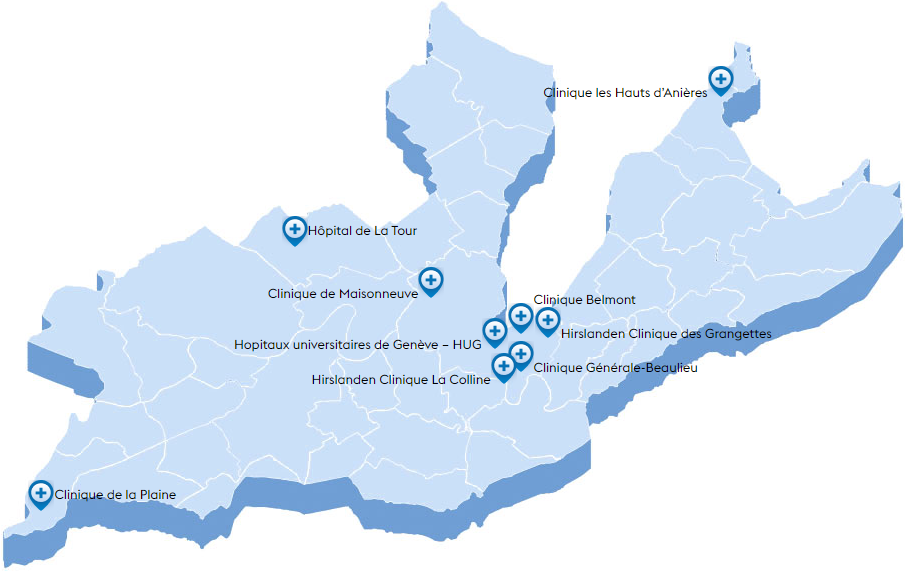 Clinique les Hauts d'Anières
Hôpital de La Tour
Clinique de Maisonneuve
Clinique Belmont
Hirslanden Clinique des Grangettes
Hopitaux universitaires de Genève – HUG
Clinique Générale-Beaulieu
Hirslanden Clinique La Colline
Clinique de la Plaine